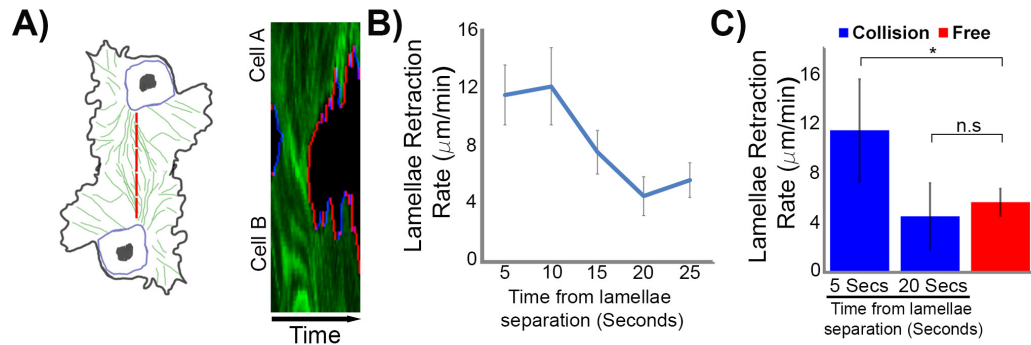 A)
Cell A
Cell B
Time
B)
Lamellae Retraction
Rate (μm/min)
16
12
8
4
0
5 10 15 20 25
Time from lamellae
separation (Seconds)
C)
Collision Free
Lamellae Retraction
Rate (μm/min)
16
12
8
4
0
*
n.s
5 Secs 20 Secs
Time from lamellae
separation (Seconds)